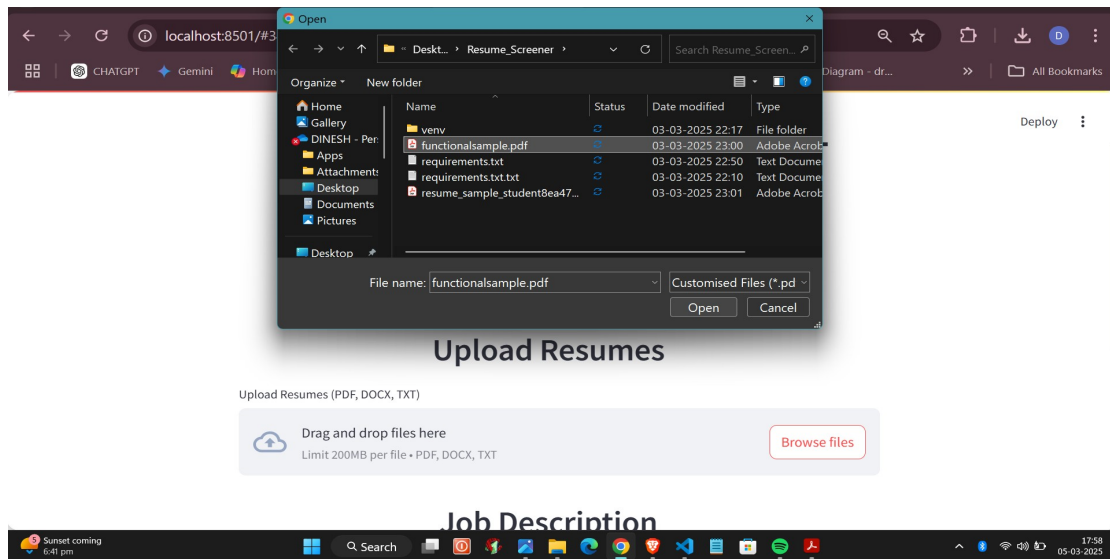 Open
localhost:8501/#3
Deskt...
Resume_Screener
Search Resume_Screen...
CHATGPT
Gemini
Hom
Diagram - dr...
All Bookmarks
D
Organize
New folder
Name
Status
Date modified
Type
Home
Gallery
DINESH - Per
Apps
Attachments
Desktop
Documents
Pictures
Desktop
venv
03-03-2025 22:17
File folder
functionalsample.pdf
03-03-2025 23:00
Adobe Acrob
requirements.txt
03-03-2025 22:50
Text Docume
requirements.txt.txt
03-03-2025 22:10
Text Docume
resume_sample_student8ea47...
03-03-2025 23:01
Adobe Acrob
Deploy
File name:
functionalsample.pdf
Customised Files (*.pd
Open
Cancel
Upload Resumes
Upload Resumes (PDF, DOCX, TXT)
Drag and drop files here
Limit 200MB per file • PDF, DOCX, TXT
Browse files
Job Description
5
Sunset coming
6:41 pm
Search
17:58
05-03-2025